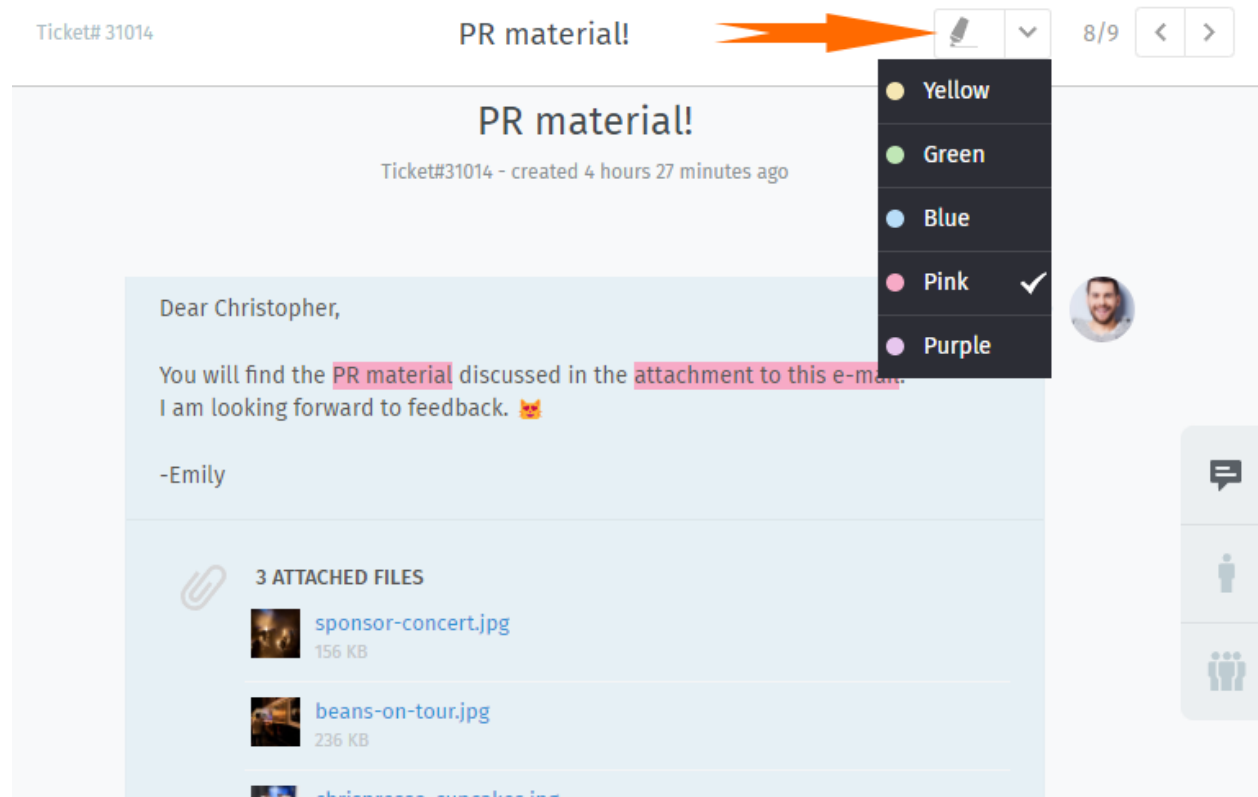 Ticket# 31014
PR material!
8/9
Yellow
Green
Blue
Pink
Purple
PR material!
Ticket#31014 - created 4 hours 27 minutes ago
Dear Christopher,
You will find the PR material discussed in the attachment to this e-mail.
I am looking forward to feedback. 😻
-Emily
3 ATTACHED FILES
sponsor-concert.jpg
156 KB
beans-on-tour.jpg
236 KB